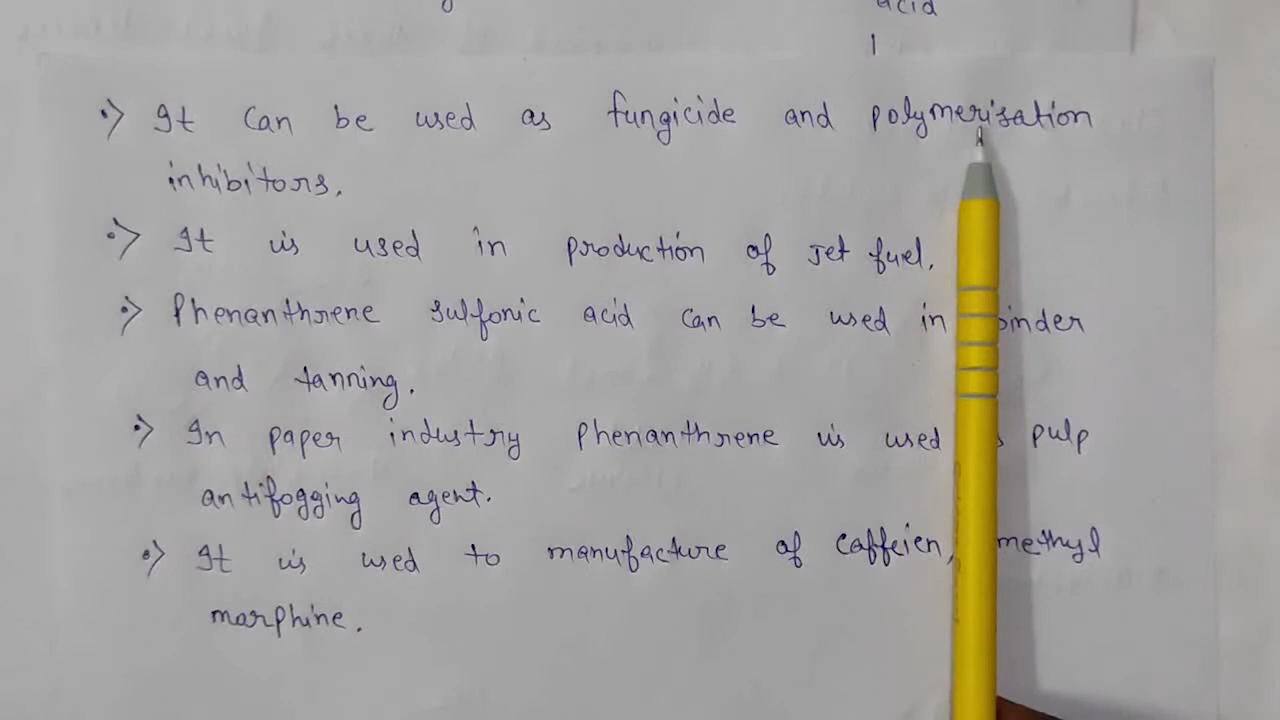 acid
•> It can be used as fungicide and polymerisation
inhibitors.
•> It is used in production of Jet fuel.
•> Phenanthrene sulfonic acid can be used in binder
and tanning.
•> In paper industry Phenanthrene is used pulp
antifogging agent.
•> It is used to manufacture of caffeien, methyl
marphine.